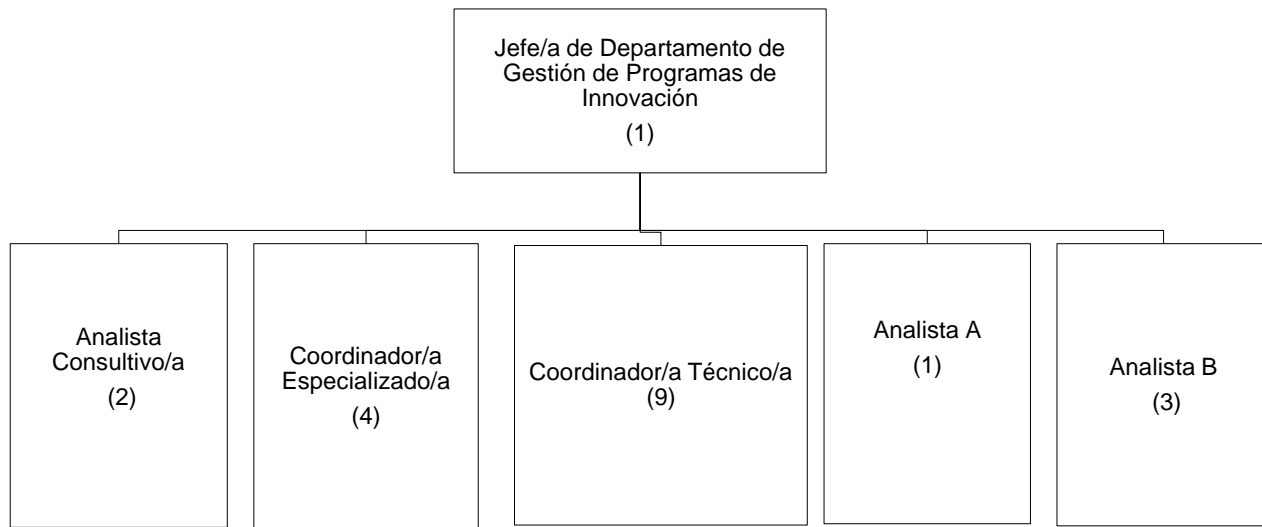 Jefe/a de Departamento de
Gestión de Programas de
Innovación
(1)
Analista
Consultivo/a
(2)
Coordinador/a
Especializado/a
(4)
Coordinador/a Técnico/a
(9)
Analista A
(1)
Analista B
(3)